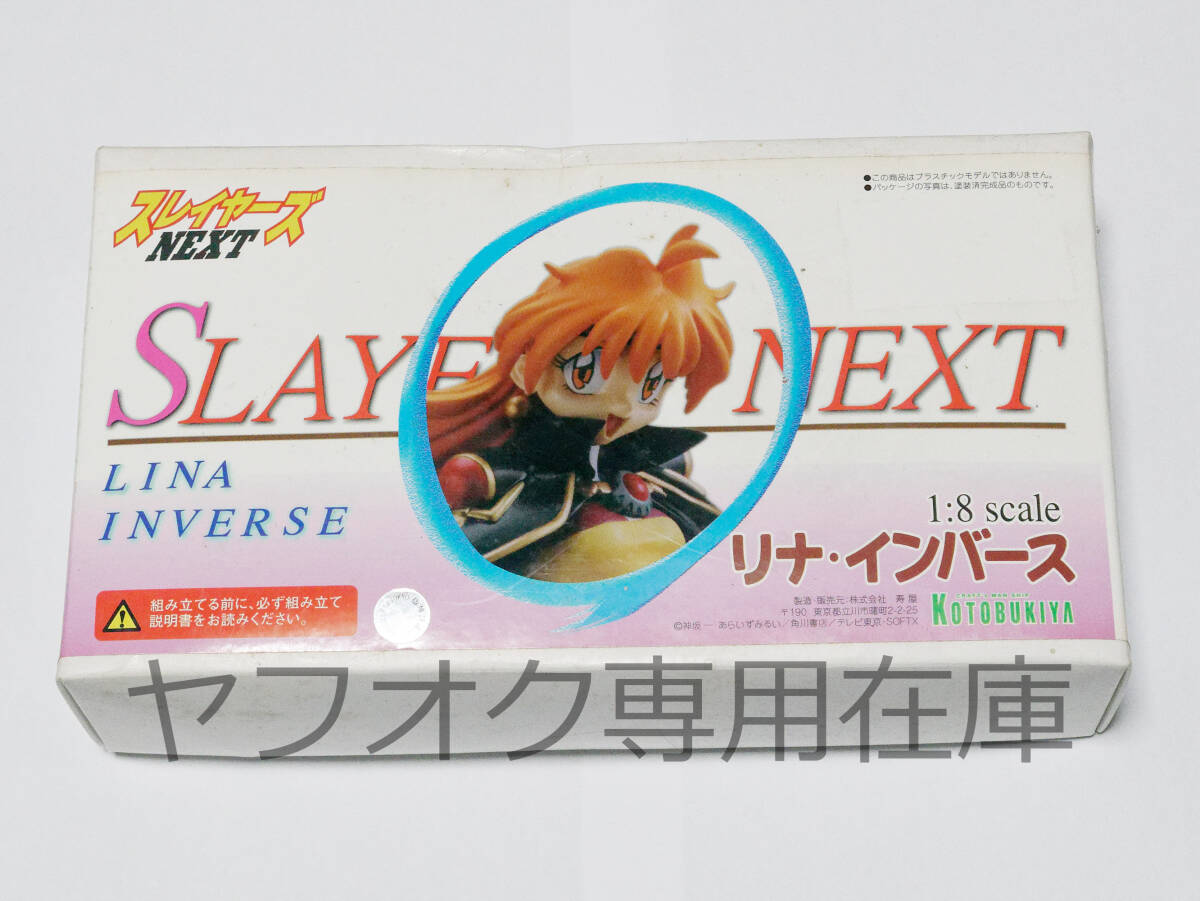 スレイヤーズ
NEXT
●この商品はプラスチックモデルではありません。
●パッケージの写真は、塗装済完成品のものです。
SLAYE NEXT
LINA
INVERSE
1:8 scale
リナ・インバース
組み立てる前に、必ず組み立て
説明書をお読みください。
製造・販売元:株式会社 寿屋
〒190 東京都立川市曙町2-2-25
©神坂一/あらいずみるい/角川書店/テレビ東京・SOFTX
KOTOBUKIYA
ヤフオク専用在庫